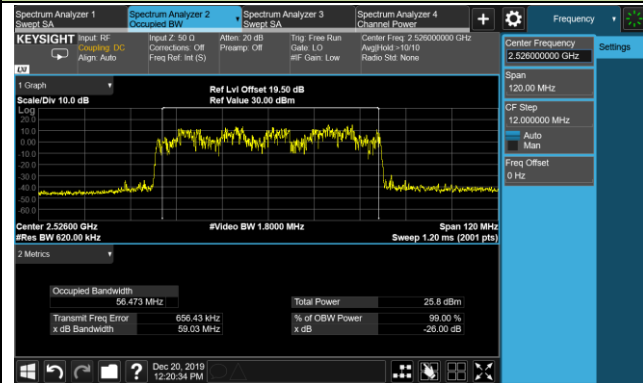 Spectrum Analyzer 1
Swept SA
Spectrum Analyzer 2
Occupied BW
Spectrum Analyzer 3
Swept SA
Spectrum Analyzer 4
Channel Power
Frequency
KEYSIGHT
Input: RF
Coupling: DC
Align: Auto
Input Z: 50 Ω
Corrections: Off
Freq Ref: Int (S)
Atten: 20 dB
Preamp: Off
Trig: Free Run
Gate: LO
#IF Gain: Low
Center Freq: 2.526000000 GHz
Avg|Hold:>10/10
Radio Std: None
LXI
Center Frequency
2.526000000 GHz
Settings
Span
120.00 MHz
CF Step
12.000000 MHz
Auto
Man
Freq Offset
0 Hz
1 Graph
Scale/Div 10.0 dB
Ref Lvl Offset 19.50 dB
Ref Value 30.00 dBm
Log
20.0
10.0
0.00
-10.0
-20.0
-30.0
-40.0
-50.0
-60.0
Center 2.52600 GHz
#Res BW 620.00 kHz
#Video BW 1.8000 MHz
Span 120 MHz
Sweep 1.20 ms (2001 pts)
2 Metrics
Occupied Bandwidth
56.473 MHz
Transmit Freq Error
656.43 kHz
x dB Bandwidth
59.03 MHz
Total Power
25.8 dBm
% of OBW Power
99.00 %
x dB
-26.00 dB
Dec 20, 2019
12:20:34 PM